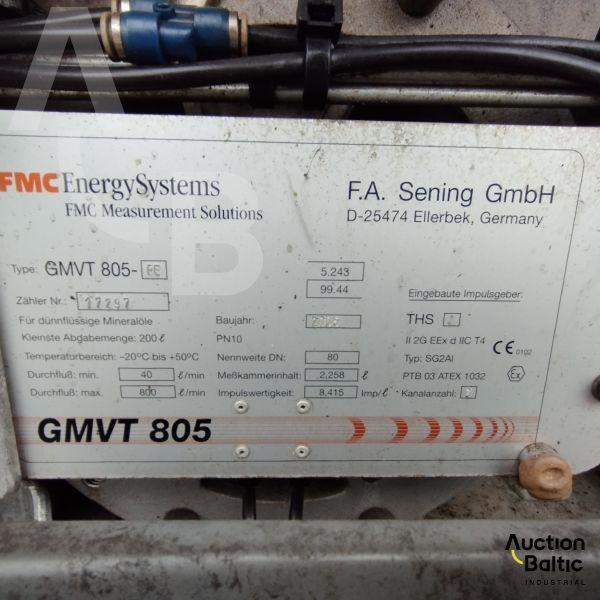 FMC EnergySystems
FMC Measurement Solutions
F.A. Sening GmbH
D-25474 Ellerbek, Germany
Type: GMVT 805-
5.243
99.44
Eingebaute Impulsgeber:
Zähler Nr.:
Für dünnflüssige Mineralöle
Baujahr:
THS
Kleinste Abgabemenge: 200 ℓ
PN10
II 2G EEx d IIC T4
CE 0102
Temperaturbereich: -20°C bis +50°C
Nennweite DN: 80
Typ: SG2AI
Durchfluß: min. 40 ℓ/min
Meßkammerinhalt: 2,258 ℓ
PTB 03 ATEX 1032
Ex
Durchfluß: max. 800 ℓ/min
Impulswertigkeit: 8,415 Imp/ℓ
Kanalanzahl:
GMVT 805
AB
Auction
Baltic
INDUSTRIAL